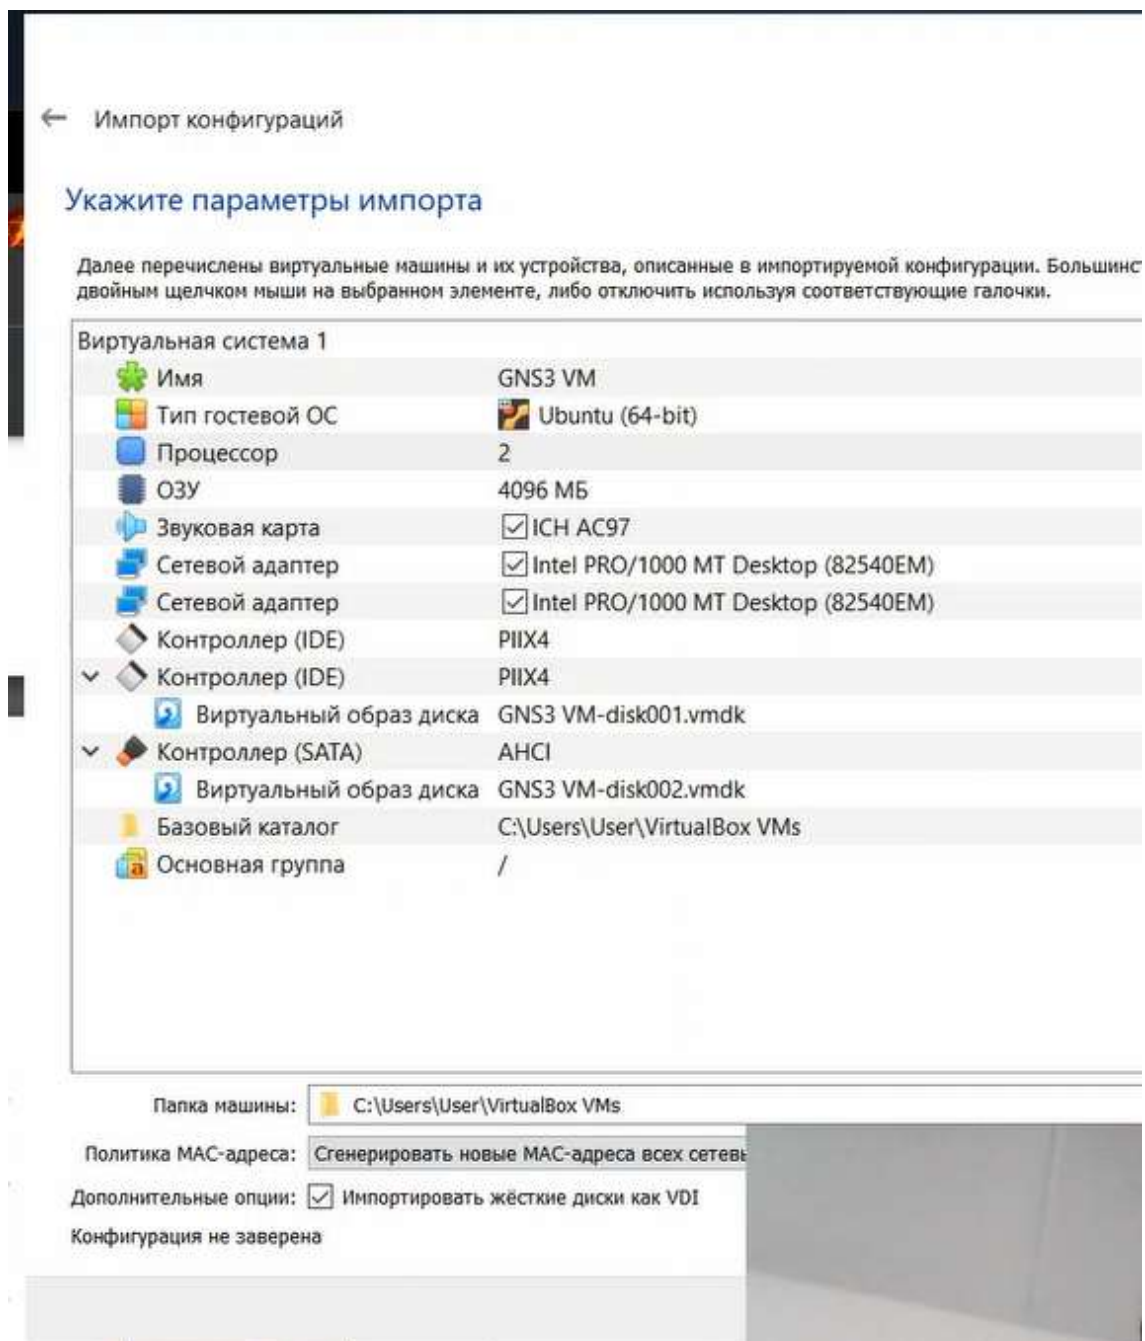 Импорт конфигураций
Укажите параметры импорта
Далее перечислены виртуальные машины и их устройства, описанные в импортируемой конфигурации.
двойным щелчком мыши на выбранном элементе, либо отключить используя соответствующие галочки.
Виртуальная система 1
Имя GNS3 VM
Тип гостевой ОС Ubuntu (64-bit)
Процессор 2
ОЗУ 4096 МБ
Звуковая карта ICH AC97
Сетевой адаптер Intel PRO/1000 MT Desktop (82540EM)
Сетевой адаптер Intel PRO/1000 MT Desktop (82540EM)
Контроллер (IDE) PIIX4
Контроллер (IDE) PIIX4
Виртуальный образ диска GNS3 VM-disk001.vmdk
Контроллер (SATA) AHCI
Виртуальный образ диска GNS3 VM-disk002.vmdk
Базовый каталог C:\Users\User\VirtualBox VMs
Основная группа /
Папка машины: C:\Users\User\VirtualBox VMs
Политика MAC-адреса: Сгенерировать новые MAC-адреса всех
Дополнительные опции: Импортировать жёсткие диски как VDI
Конфигурация не заверена